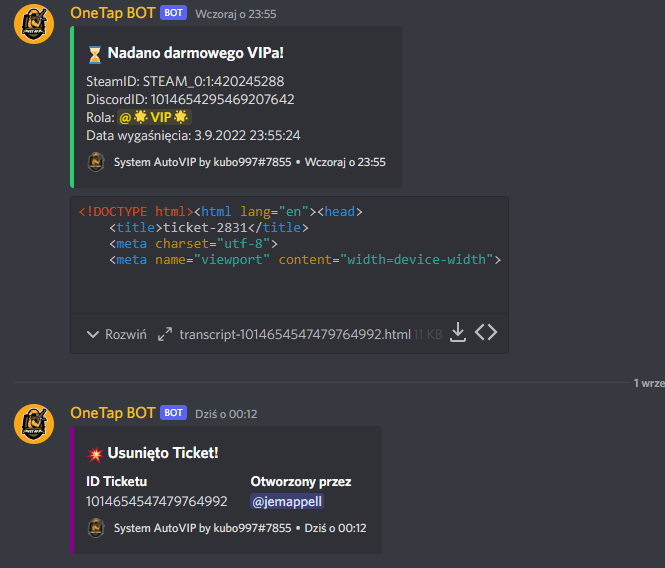 OneTap BOT BOT Wczoraj o 23:55
⏳ Nadano darmowego VIPa!
SteamID: STEAM_0:1:420245288
DiscordID: 1014654295469207642
Rola: @🌟VIP🌟
Data wygaśnięcia: 3.9.2022 23:55:24
System AutoVIP by kubo997#7855 • Wczoraj o 23:55
<!DOCTYPE html><html lang="en"><head>
<title>ticket-2831</title>
<meta charset="utf-8">
<meta name="viewport" content="width=device-width">
Rozwiń transcript-1014654547479764992.html 11 KB
1 wrze
OneTap BOT BOT Dziś o 00:12
💥 Usunięto Ticket!
ID Ticketu Otworzony przez
1014654547479764992 @jemappell
System AutoVIP by kubo997#7855 • Dziś o 00:12